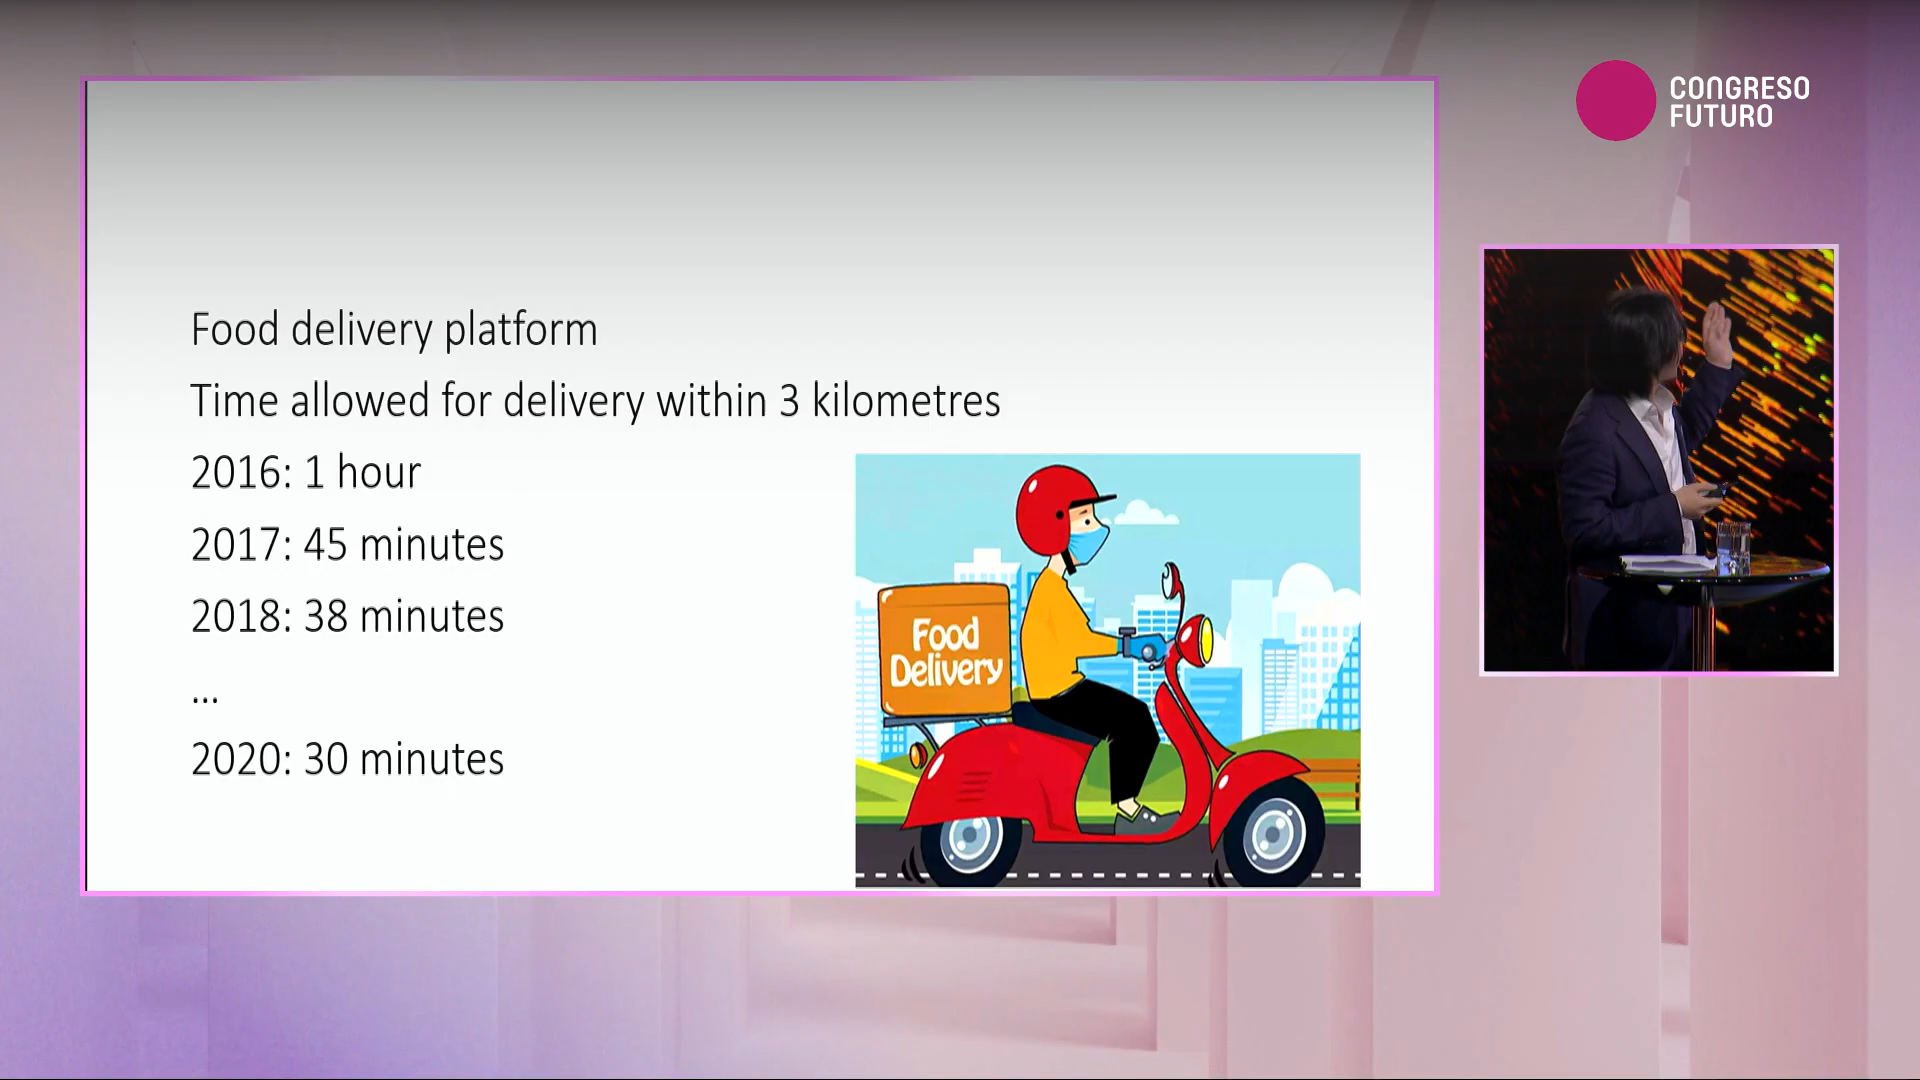 CONGRESO
FUTURO
Food delivery platform
Time allowed for delivery within 3 kilometres
2016: 1 hour
2017: 45 minutes
2018: 38 minutes
...
2020: 30 minutes
Food
Delivery